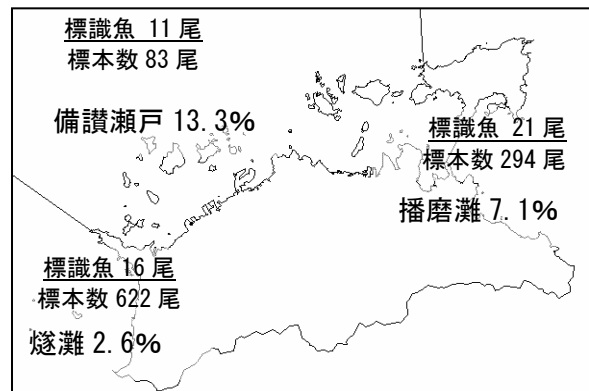 標識魚 11 尾
標本数 83 尾
備讃瀬戸 13.3%
標識魚 21 尾
標本数 294 尾
播磨灘 7.1%
標識魚 16 尾
標本数 622 尾
燧灘 2.6%